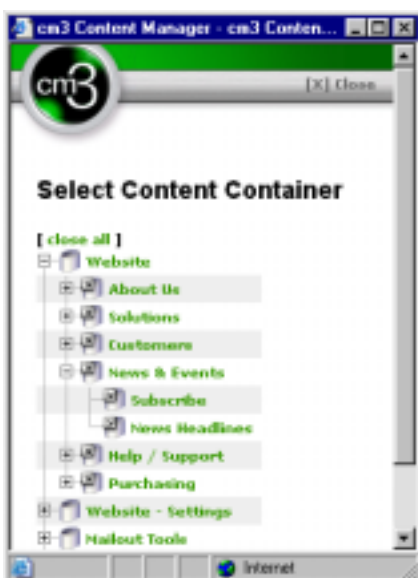 cm3 Content Manager - cm3 Conten...
cm3
[X] Close
Select Content Container
[ close all ]
Website
About Us
Solutions
Customers
News & Events
Subscribe
News Headlines
Help / Support
Purchasing
Website - Settings
Mailout Tools
Internet